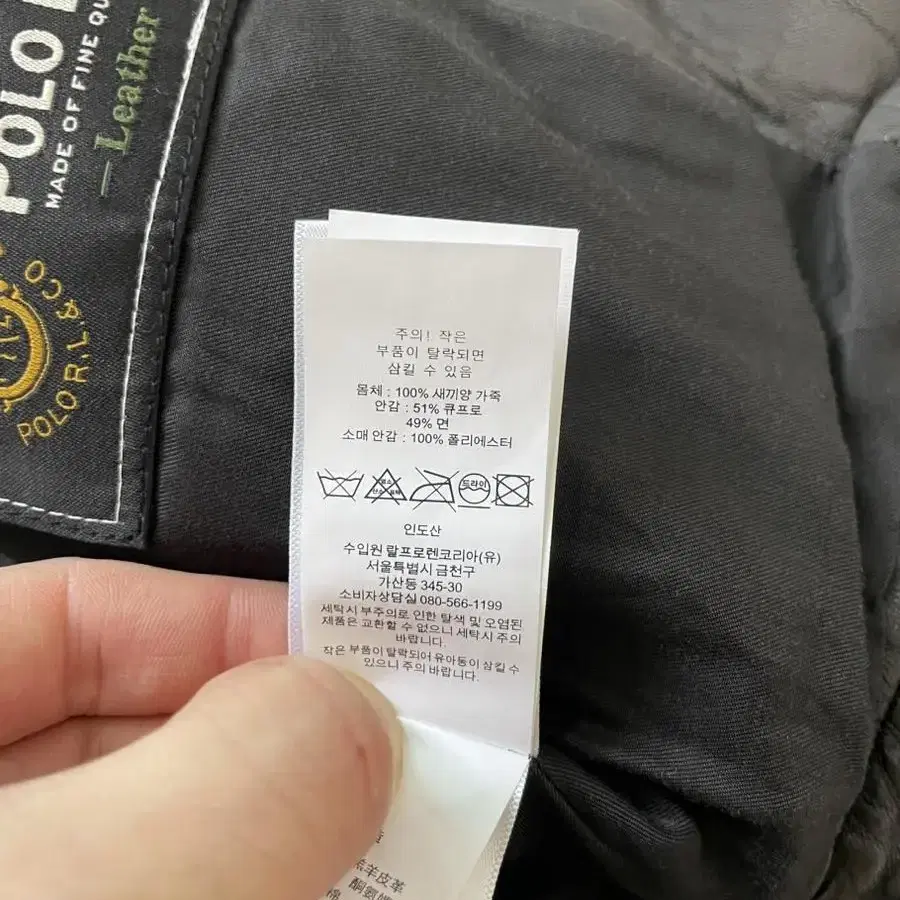 POLO
MADE OF FINE QU
— Leather
& CO
POLO R.L.
주의! 작은
부품이 탈락되면
삼킬 수 있음
몸체 : 100% 새끼양 가죽
안감 : 51% 큐프로
49% 면
소매 안감 : 100% 폴리에스터
드라이
인도산
수입원 랄프로렌코리아(유)
서울특별시 금천구
가산동 345-30
소비자상담실 080-566-1199
세탁시 부주의로 인한 탈색 및 오염된
제품은 교환할 수 없으니 세탁시 주의
바랍니다.
작은 부품이 탈락되어 유아동이 삼킬 수
있으니 주의 바랍니다.
羊皮革
棉